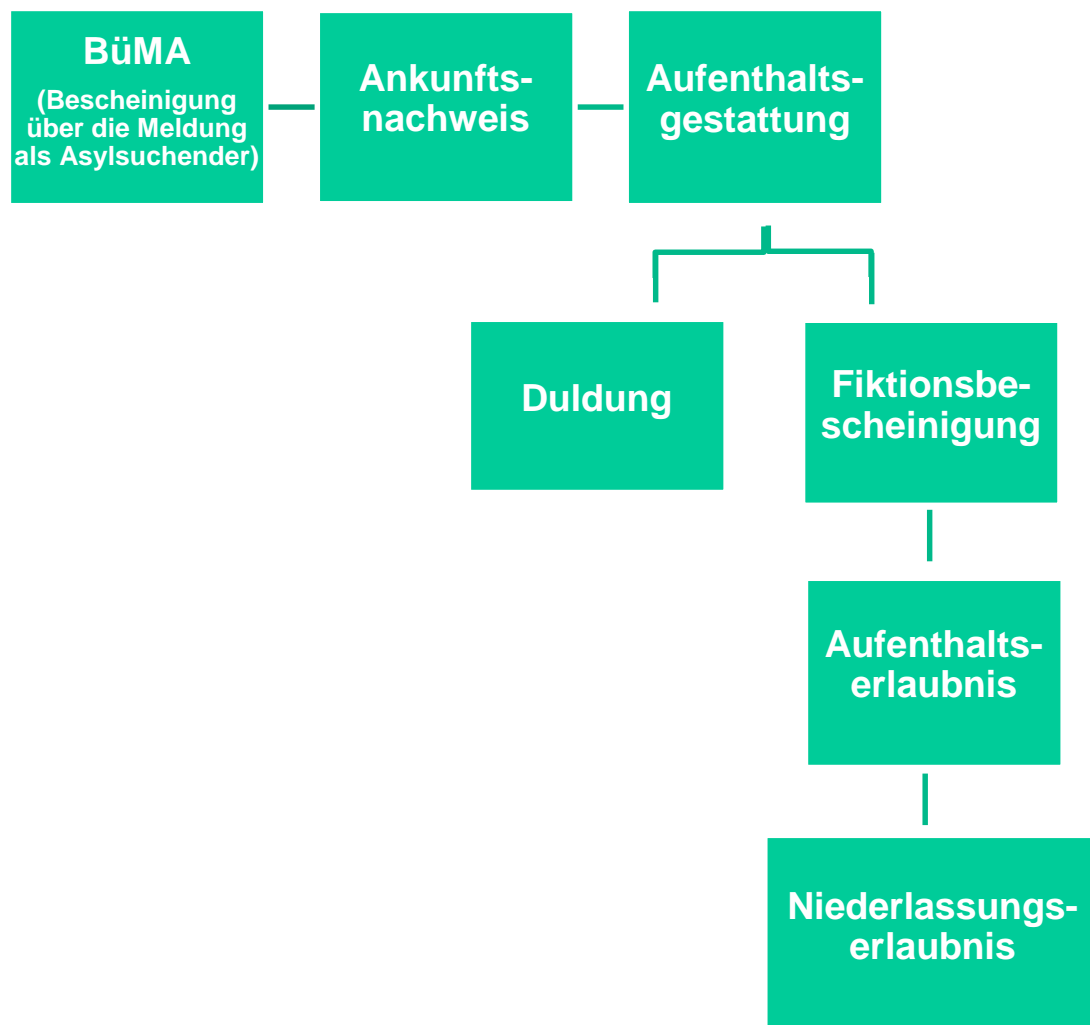 BüMA
(Bescheinigung
über die Meldung
als Asylsuchender)
Ankunfts-
nachweis
Aufenthalts-
gestattung
Duldung
Fiktionsbe-
scheinigung
Aufenthalts-
erlaubnis
Niederlassungs-
erlaubnis